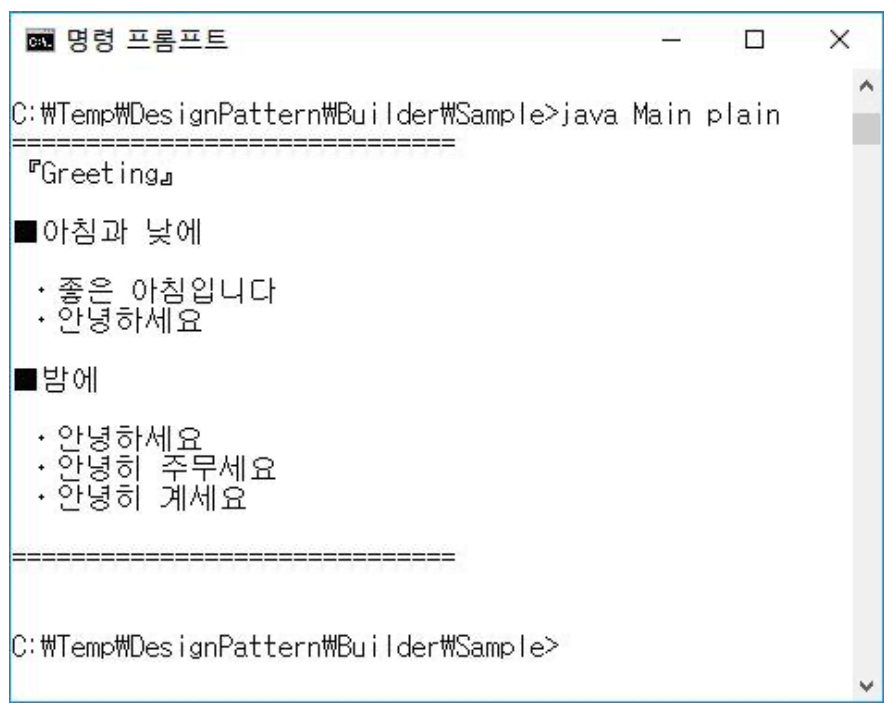 명령 프롬프트
C:₩Temp₩DesignPattern₩Builder₩Sample>java Main plain
==============================
『Greeting』
■아침과 낮에
・좋은 아침입니다
・안녕하세요
■밤에
・안녕하세요
・안녕히 주무세요
・안녕히 계세요
==============================
C:₩Temp₩DesignPattern₩Builder₩Sample>